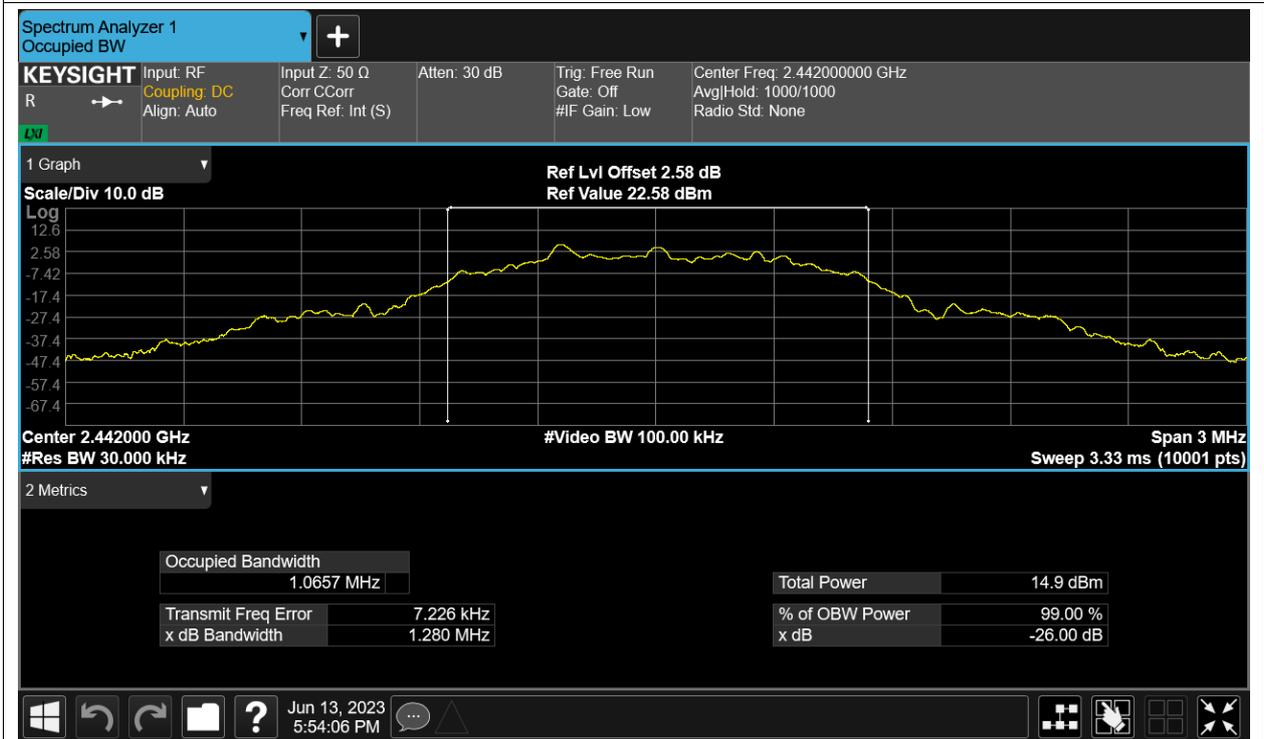 Spectrum Analyzer 1
Occupied BW
KEYSIGHT
R
LXI
Input: RF
Coupling: DC
Align: Auto
Input Z: 50 Ω
Corr CCorr
Freq Ref: Int (S)
Atten: 30 dB
Trig: Free Run
Gate: Off
#IF Gain: Low
Center Freq: 2.442000000 GHz
Avg|Hold: 1000/1000
Radio Std: None
1 Graph
Scale/Div 10.0 dB
Ref Lvl Offset 2.58 dB
Ref Value 22.58 dBm
Log
12.6
2.58
-7.42
-17.4
-27.4
-37.4
-47.4
-57.4
-67.4
Center 2.442000 GHz
#Video BW 100.00 kHz
Span 3 MHz
#Res BW 30.000 kHz
Sweep 3.33 ms (10001 pts)
2 Metrics
Occupied Bandwidth
1.0657 MHz
Total Power 14.9 dBm
Transmit Freq Error 7.226 kHz
% of OBW Power 99.00 %
x dB Bandwidth 1.280 MHz
x dB -26.00 dB
?
Jun 13, 2023
5:54:06 PM